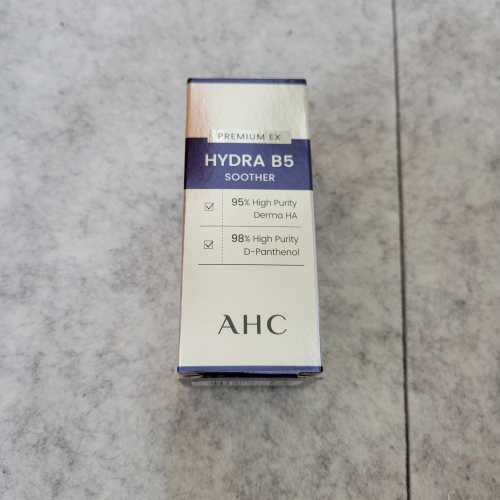 PREMIUM EX
HYDRA B5
SOOTHER
95% High Purity
Derma HA
98% High Purity
D-Panthenol
AHC